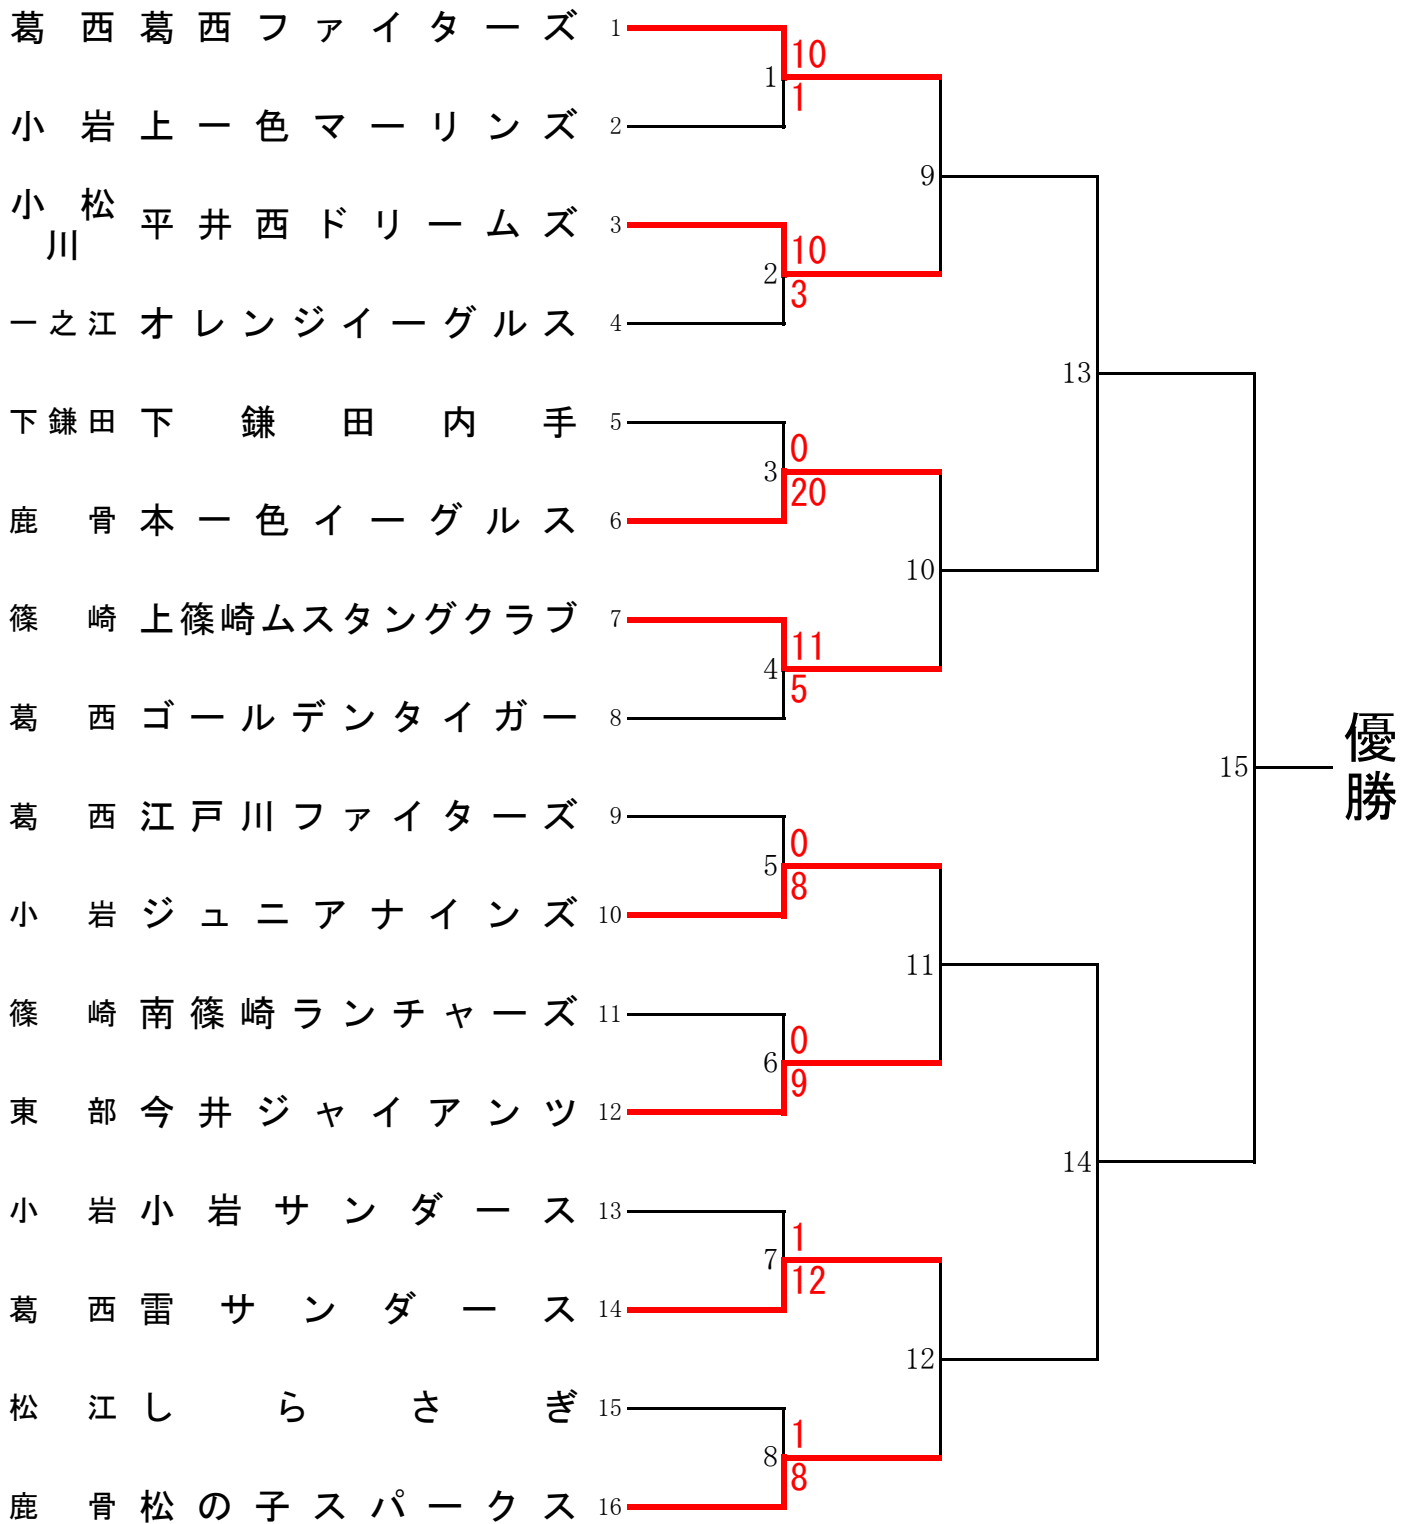 葛西 葛西ファイターズ 1
10
1
1
小岩 上一色マーリンズ 2
9
小松川 平井西ドリームズ 3
10
2
3
一之江 オレンジイーグルス 4
13
下鎌田 下鎌田内手 5
0
3
20
鹿骨 本一色イーグルス 6
10
篠崎 上篠崎ムスタングクラブ 7
11
4
5
葛西 ゴールデンタイガー 8
15
優勝
葛西 江戸川ファイターズ 9
0
5
8
小岩 ジュニアナインズ 10
11
篠崎 南篠崎ランチャーズ 11
0
6
9
東部 今井ジャイアンツ 12
14
小岩 小岩サンダース 13
1
7
12
葛西 雷サンダース 14
12
松江 しらさぎ 15
1
8
8
鹿骨 松の子スパークス 16